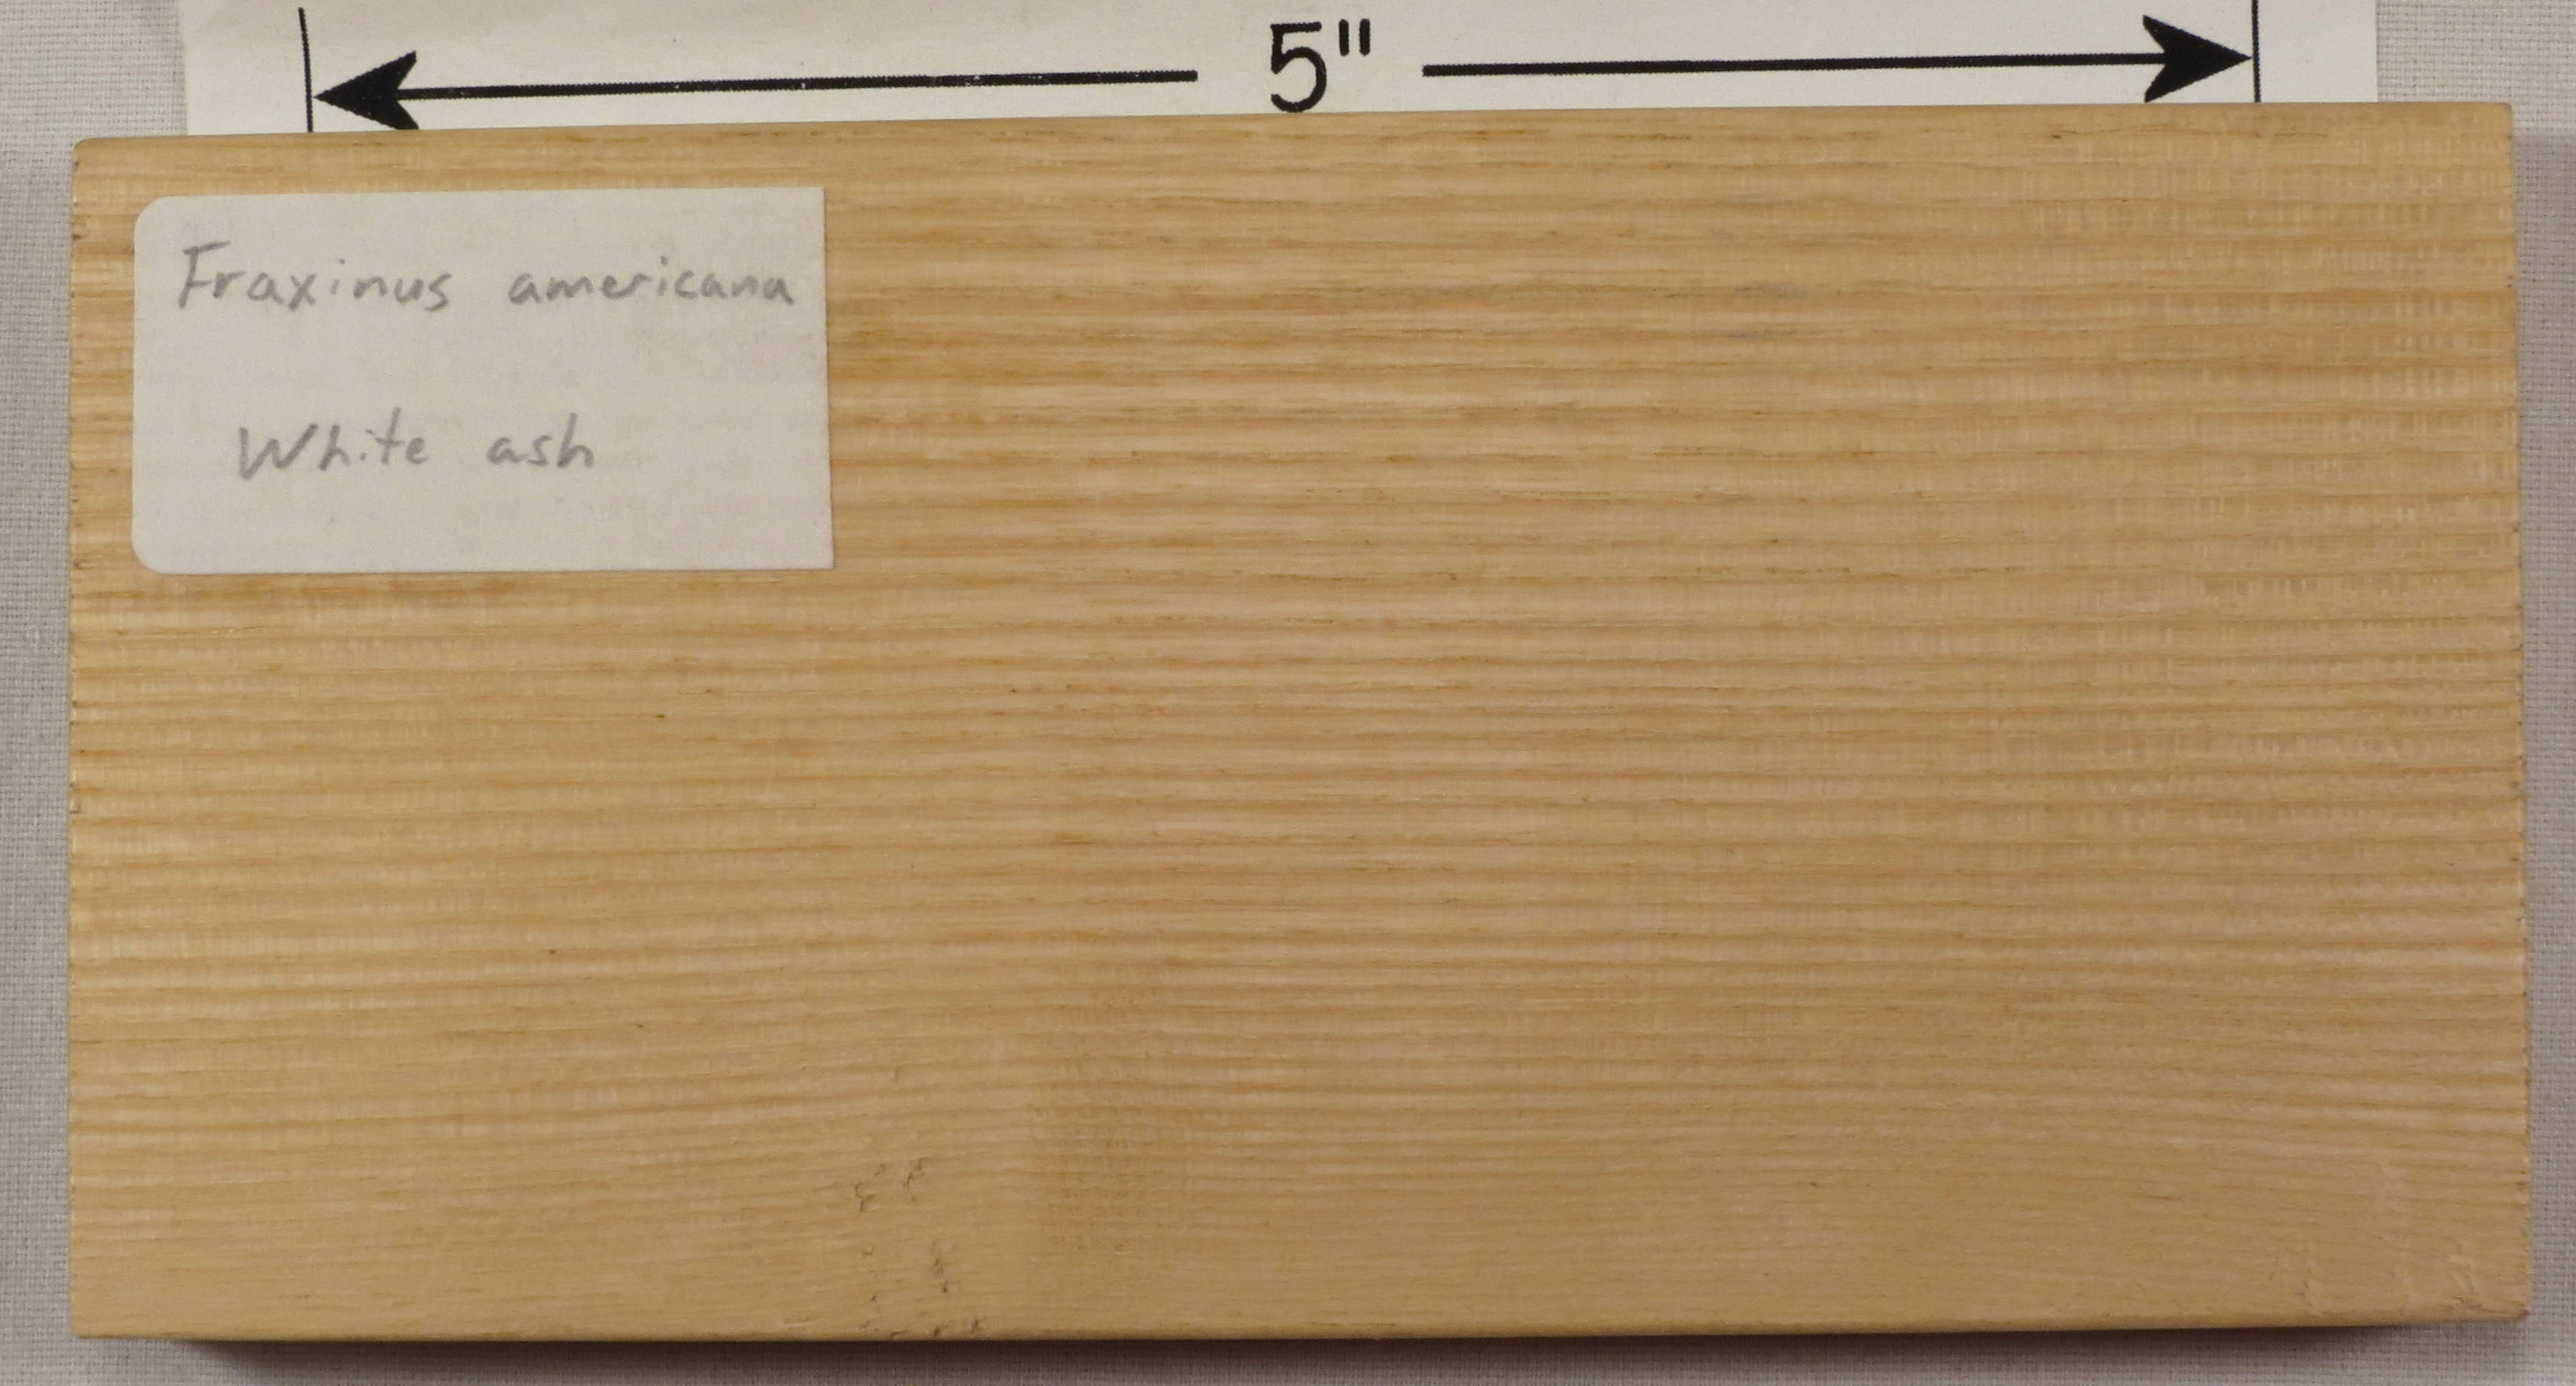 5"
Fraxinus americana
White ash